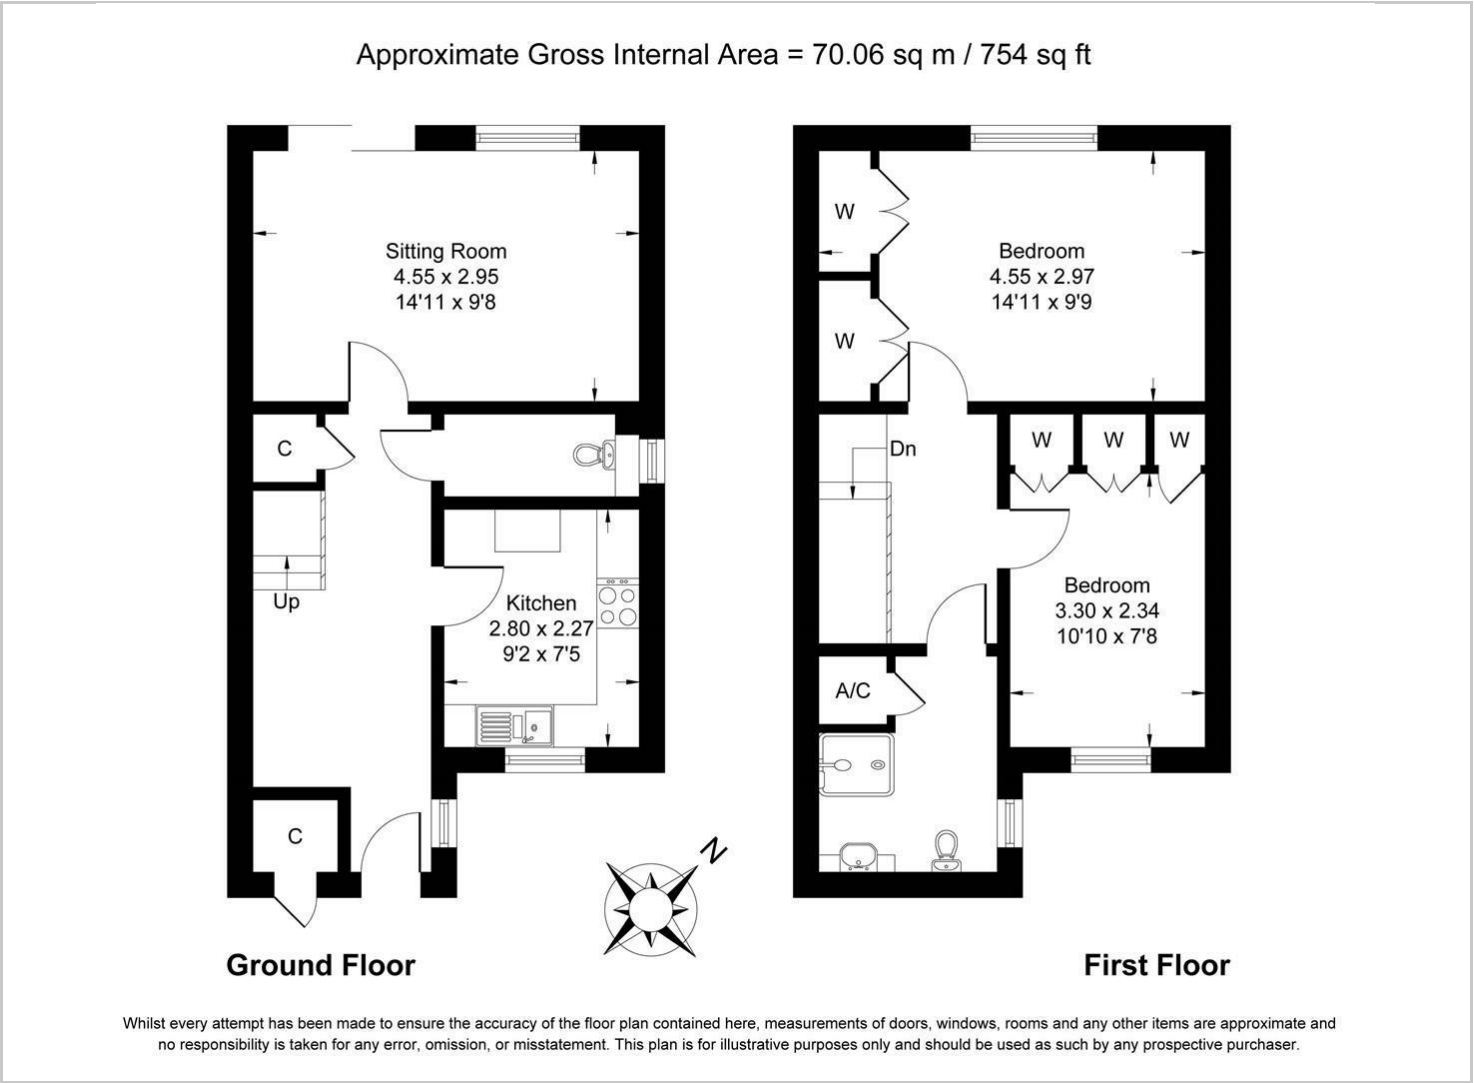 Approximate Gross Internal Area = 70.06 sq m / 754 sq ft
Sitting Room
4.55 x 2.95
14'11 x 9'8
C
Up
Kitchen
2.80 x 2.27
9'2 x 7'5
C
N
Ground Floor
W
W
Bedroom
4.55 x 2.97
14'11 x 9'9
Dn
W
W
W
Bedroom
3.30 x 2.34
10'10 x 7'8
A/C
First Floor
Whilst every attempt has been made to ensure the accuracy of the floor plan contained here, measurements of doors, windows, rooms and any other items are approximate and
no responsibility is taken for any error, omission, or misstatement. This plan is for illustrative purposes only and should be used as such by any prospective purchaser.